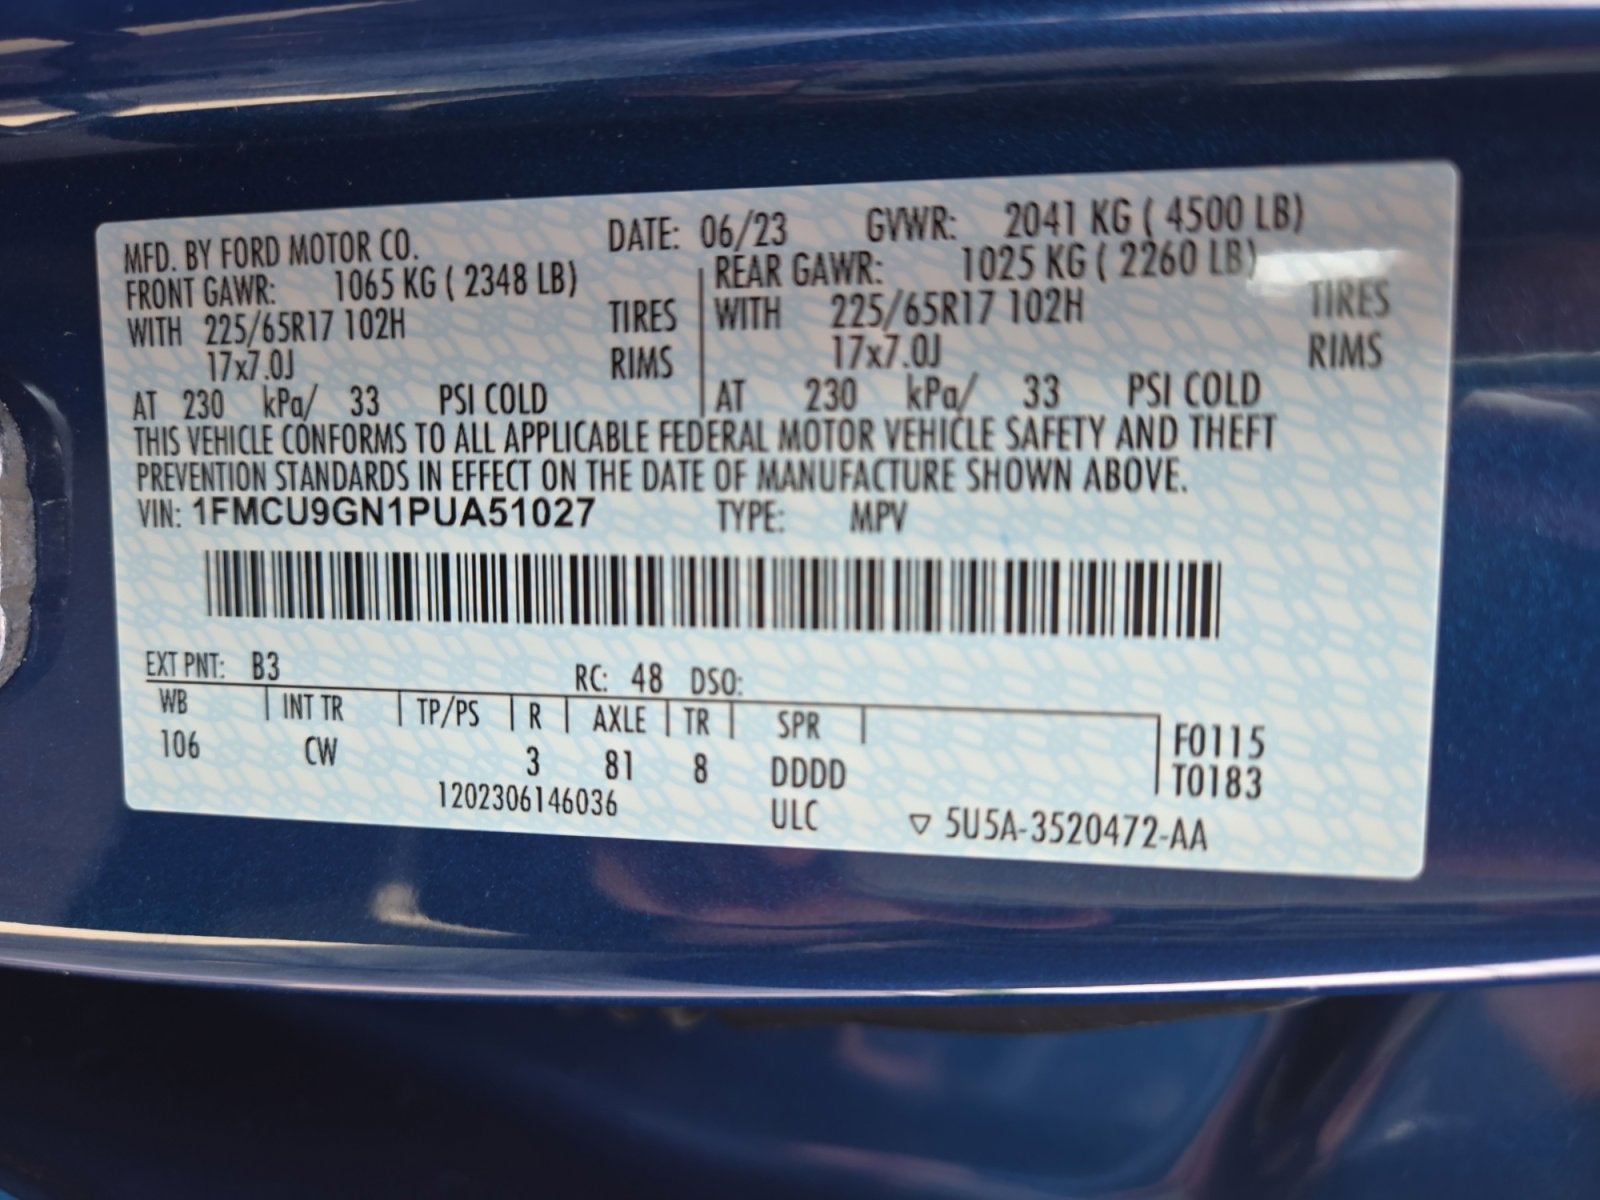 MFD. BY FORD MOTOR CO. DATE: 06/23 GVWR: 2041 KG ( 4500 LB)
FRONT GAWR: 1065 KG ( 2348 LB) REAR GAWR: 1025 KG ( 2260 LB)
WITH 225/65R17 102H TIRES WITH 225/65R17 102H TIRES
17x7.0J RIMS 17x7.0J RIMS
AT 230 kPa/ 33 PSI COLD AT 230 kPa/ 33 PSI COLD
THIS VEHICLE CONFORMS TO ALL APPLICABLE FEDERAL MOTOR VEHICLE SAFETY AND THEFT
PREVENTION STANDARDS IN EFFECT ON THE DATE OF MANUFACTURE SHOWN ABOVE.
VIN: 1FMCU9GN1PUA51027 TYPE: MPV
EXT PNT: B3 RC: 48 DSO:
WB INT TR TP/PS R AXLE TR SPR F0115
106 CW 3 81 8 DDDD T0183
1202306146036 ULC ▽ 5U5A-3520472-AA